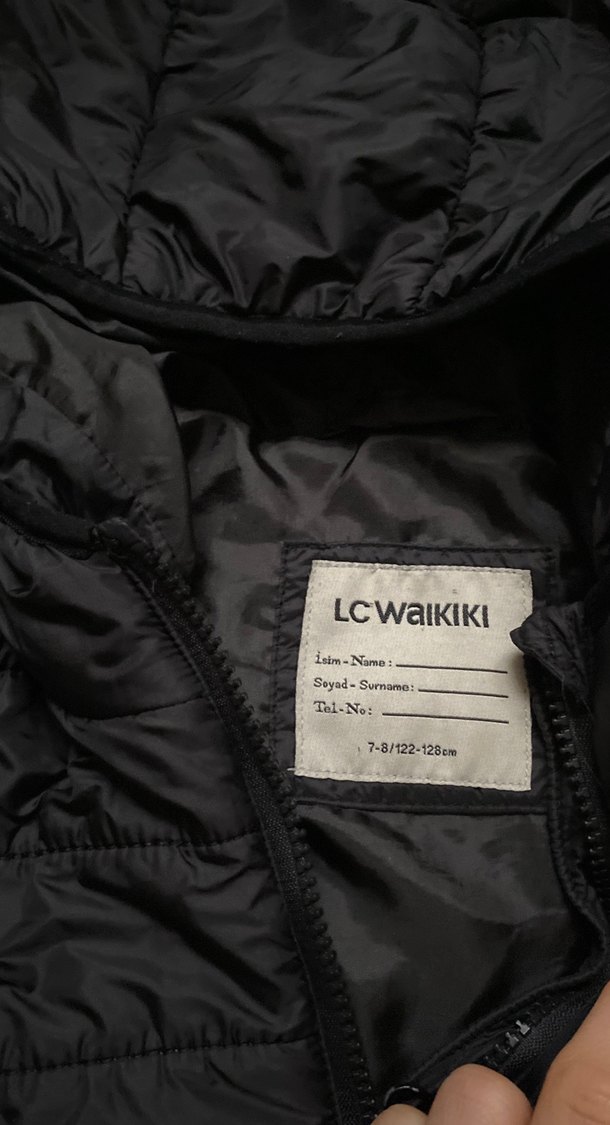 LC WAIKIKI
İsim-Name:
Soyad-Surname:
Tel-No:
7-8/122-128cm